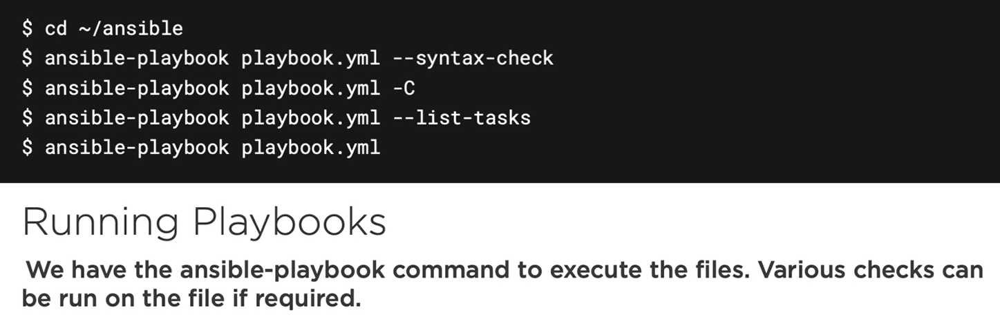 $ cd ~/ansible
$ ansible-playbook playbook.yml --syntax-check
$ ansible-playbook playbook.yml -C
$ ansible-playbook playbook.yml --list-tasks
$ ansible-playbook playbook.yml
Running Playbooks
We have the ansible-playbook command to execute the files. Various checks can
be run on the file if required.